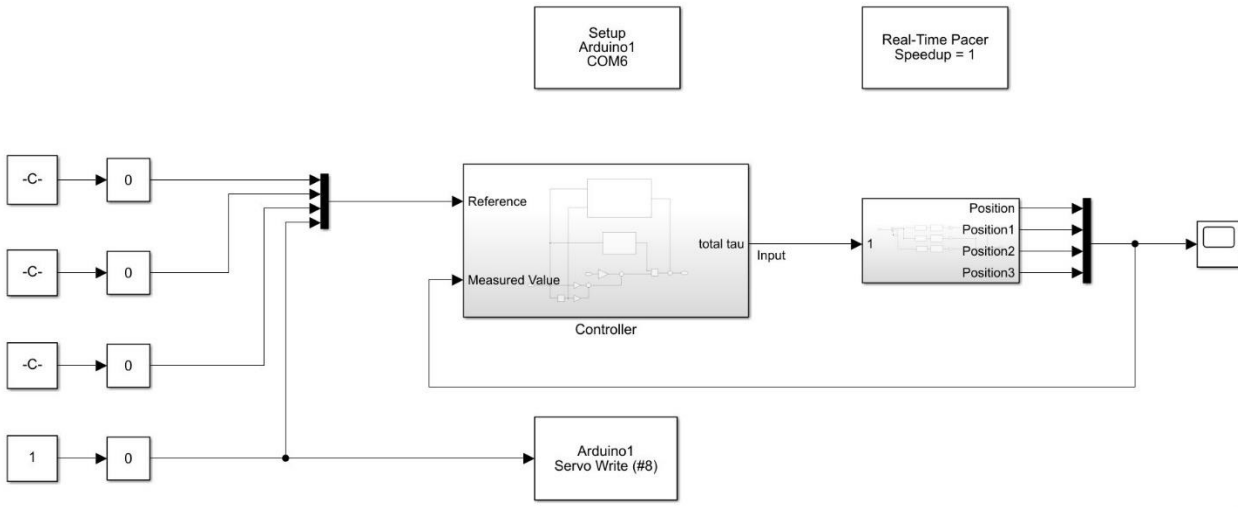 Setup
Arduino1
COM6
Real-Time Pacer
Speedup = 1
-C-
0
-C-
0
-C-
0
1
0
Reference
Measured Value
total tau
Controller
Input
1
Position
Position1
Position2
Position3
Arduino1
Servo Write (#8)